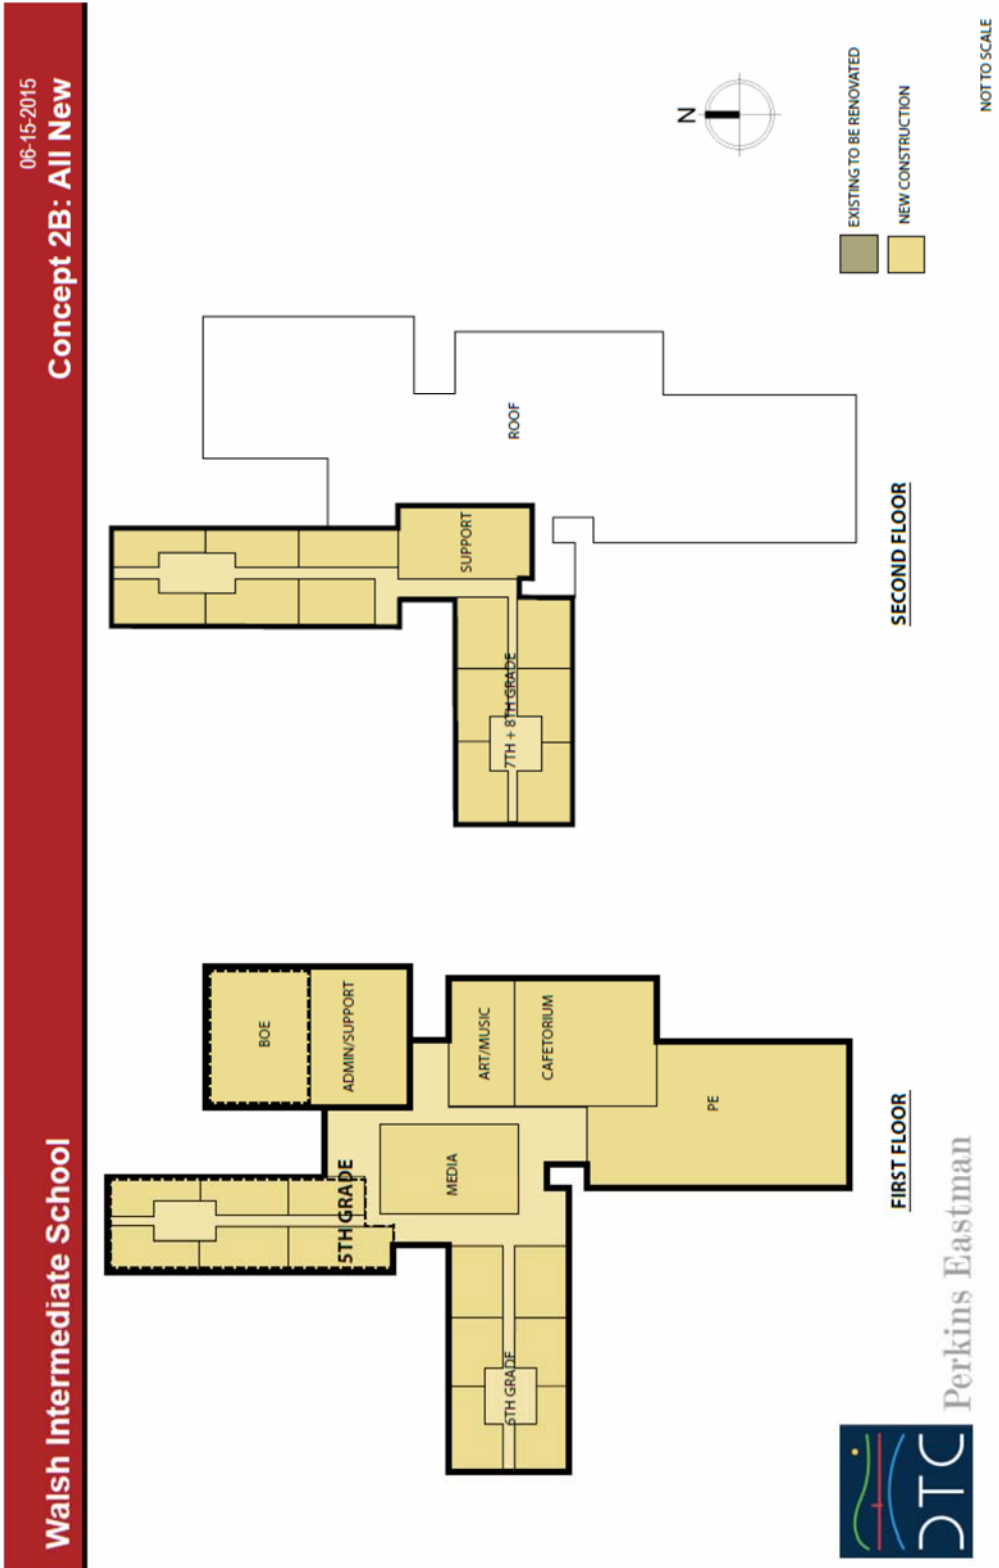 Walsh Intermediate School
06-15-2015
Concept 2B: All New
BOE
ADMIN/SUPPORT
5TH GRADE
MEDIA
ART/MUSIC
CAFETORIUM
6TH GRADE
PE
FIRST FLOOR
SUPPORT
ROOF
7TH + 8TH GRADE
SECOND FLOOR
N
EXISTING TO BE RENOVATED
NEW CONSTRUCTION
NOT TO SCALE
DTC
Perkins Eastman